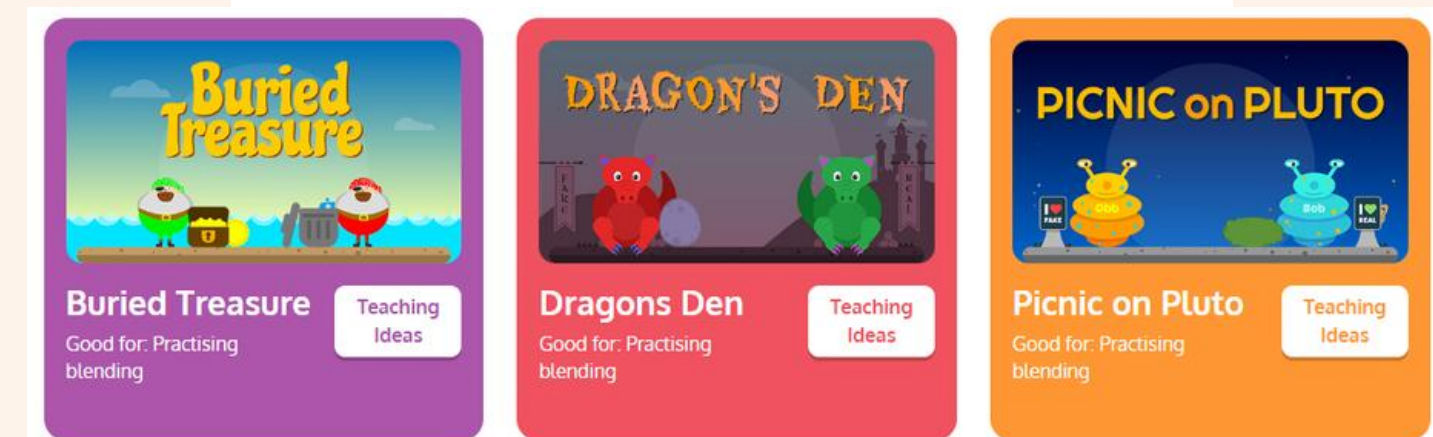 Buried
Treasure
Buried Treasure
Good for: Practising
blending
Teaching
Ideas
DRAGON'S DEN
FAKE
REAL
Dragons Den
Good for: Practising
blending
Teaching
Ideas
PICNIC on PLUTO
I
FAKE
Obb
Bob
I
REAL
Picnic on Pluto
Good for: Practising
blending
Teaching
Ideas